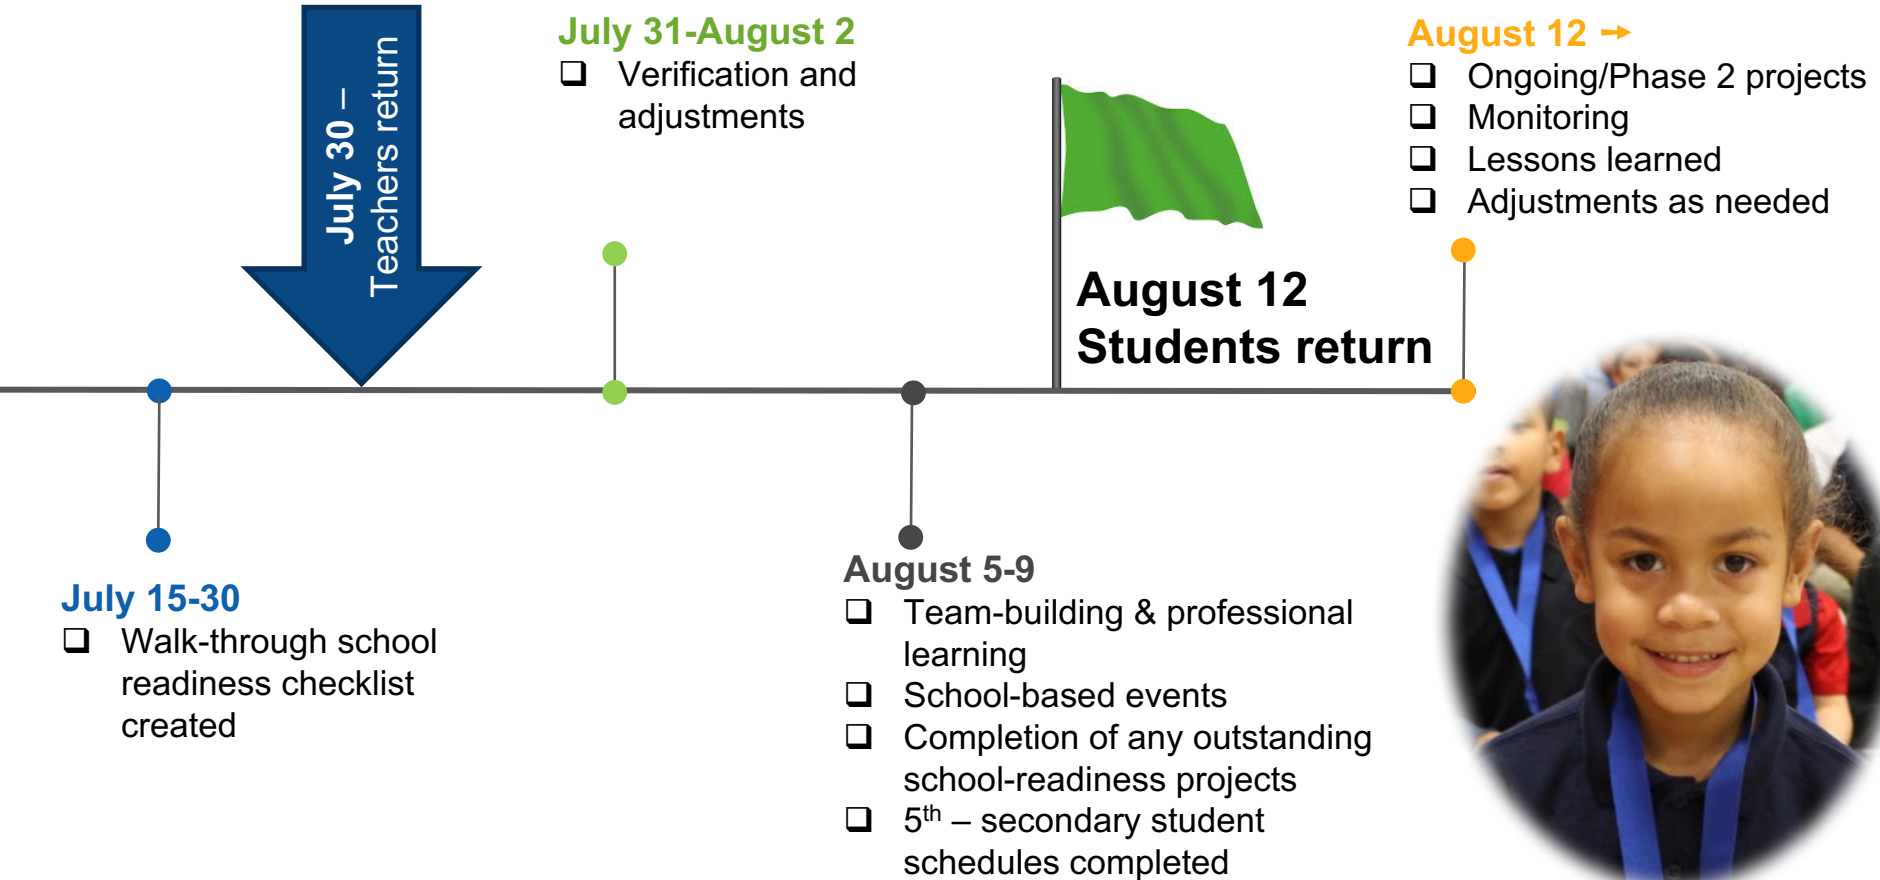 July 30 –
Teachers return
July 31-August 2
❑ Verification and
adjustments
August 12 →
❑ Ongoing/Phase 2 projects
❑ Monitoring
❑ Lessons learned
❑ Adjustments as needed
August 12
Students return
July 15-30
❑ Walk-through school
readiness checklist
created
August 5-9
❑ Team-building & professional
learning
❑ School-based events
❑ Completion of any outstanding
school-readiness projects
❑ 5th – secondary student
schedules completed